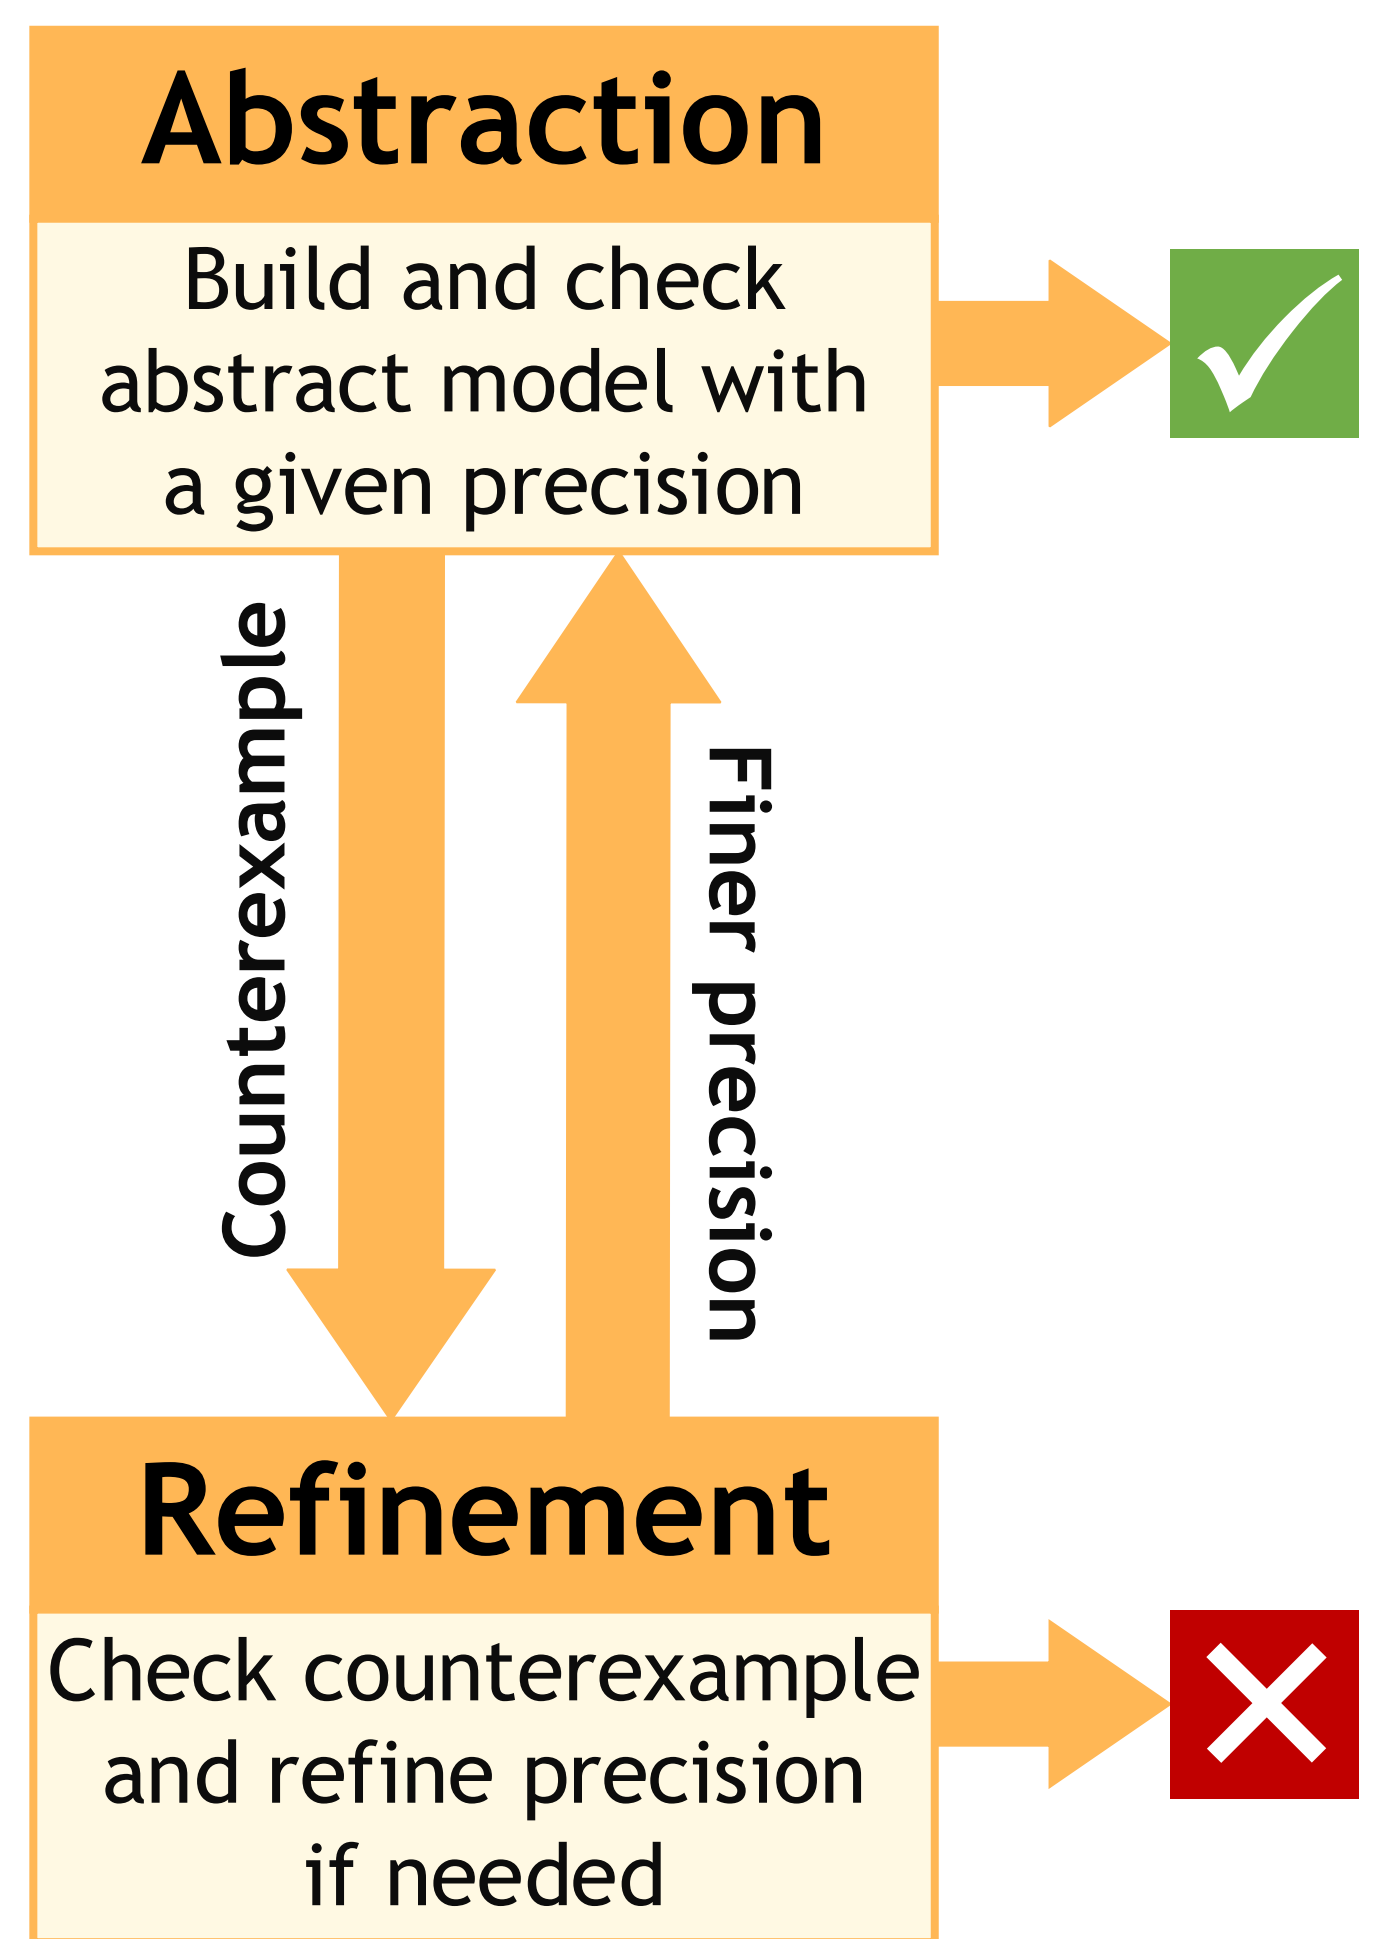 Abstraction
Build and check
abstract model with
a given precision
Counterexample
Finer precision
Refinement
Check counterexample
and refine precision
if needed